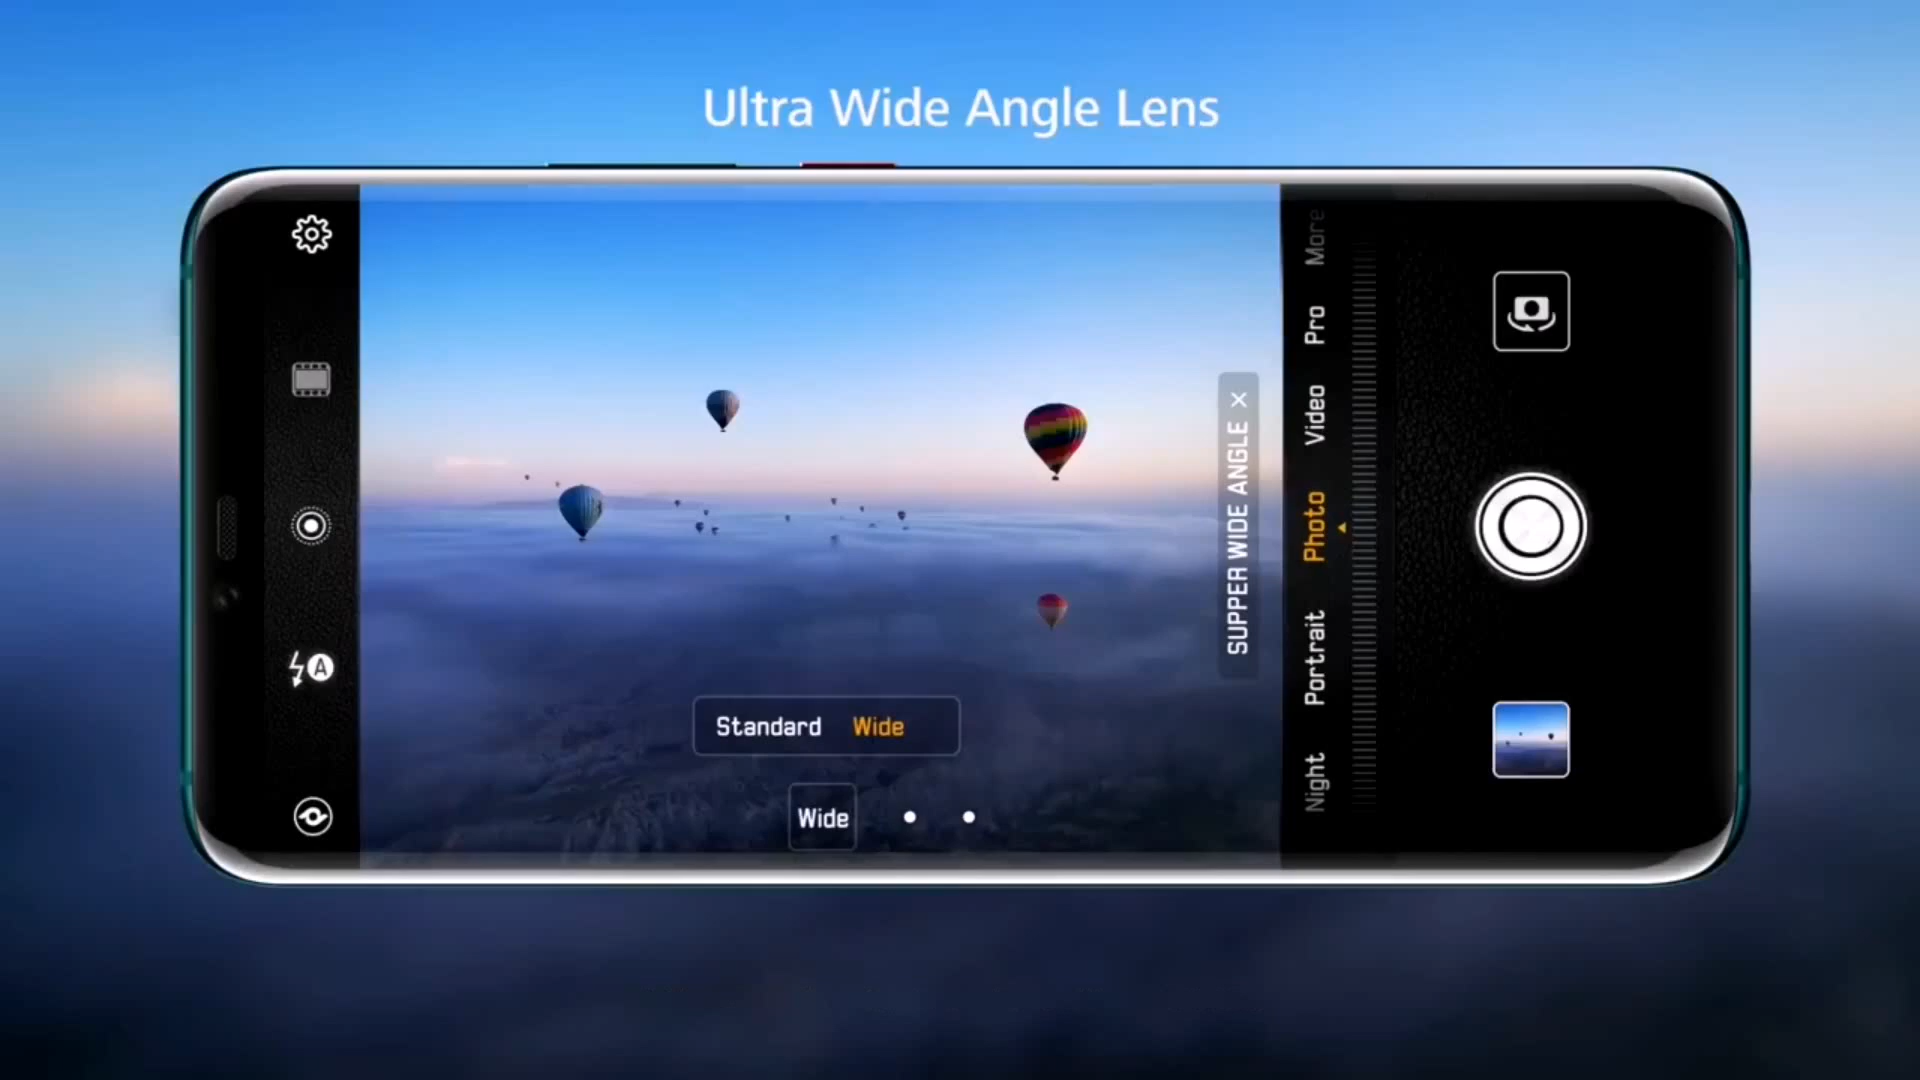 Ultra Wide Angle Lens
A
Standard Wide
Wide
SUPPER WIDE ANGLE ×
Night Portrait Photo Video Pro More